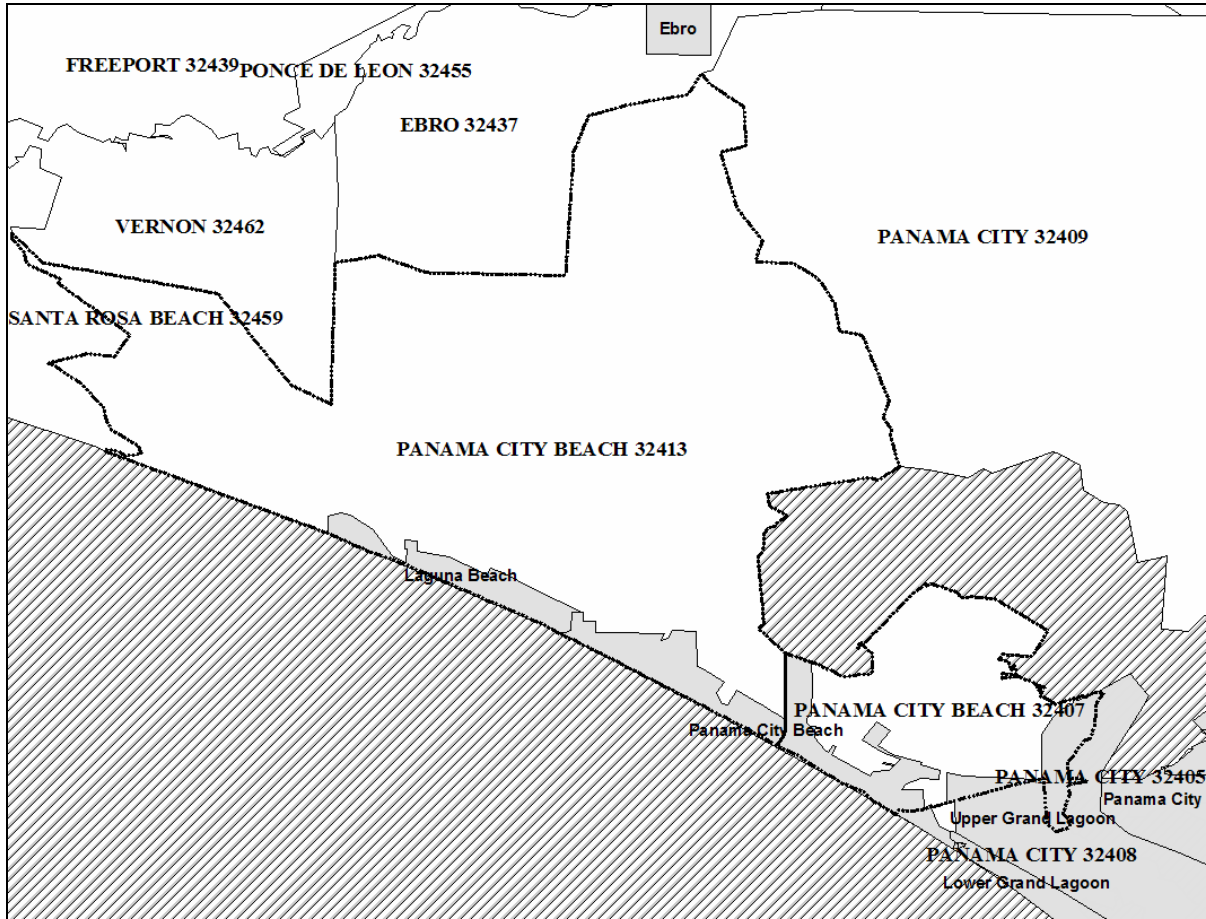 Ebro
FREEPORT 32439
PONCE DE LEON 32455
EBRO 32437
VERNON 32462
PANAMA CITY 32409
SANTA ROSA BEACH 32459
PANAMA CITY BEACH 32413
Laguna Beach
PANAMA CITY BEACH 32407
Panama City Beach
PANAMA CITY 32405
Panama City
Upper Grand Lagoon
PANAMA CITY 32408
Lower Grand Lagoon